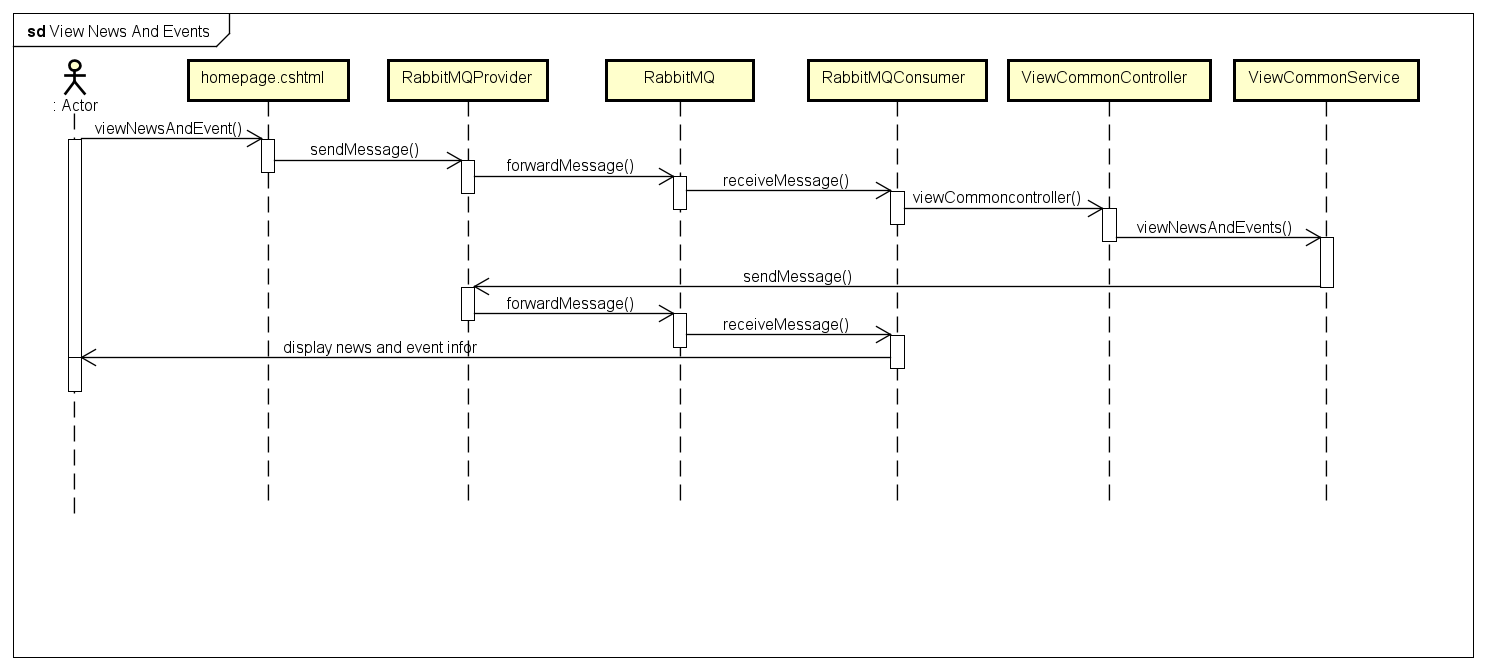 sd View News And Events
: Actor
homepage.cshtml
RabbitMQProvider
RabbitMQ
RabbitMQConsumer
ViewCommonController
ViewCommonService
viewNewsAndEvent()
sendMessage()
forwardMessage()
receiveMessage()
viewCommoncontroller()
viewNewsAndEvents()
sendMessage()
forwardMessage()
receiveMessage()
display news and event infor